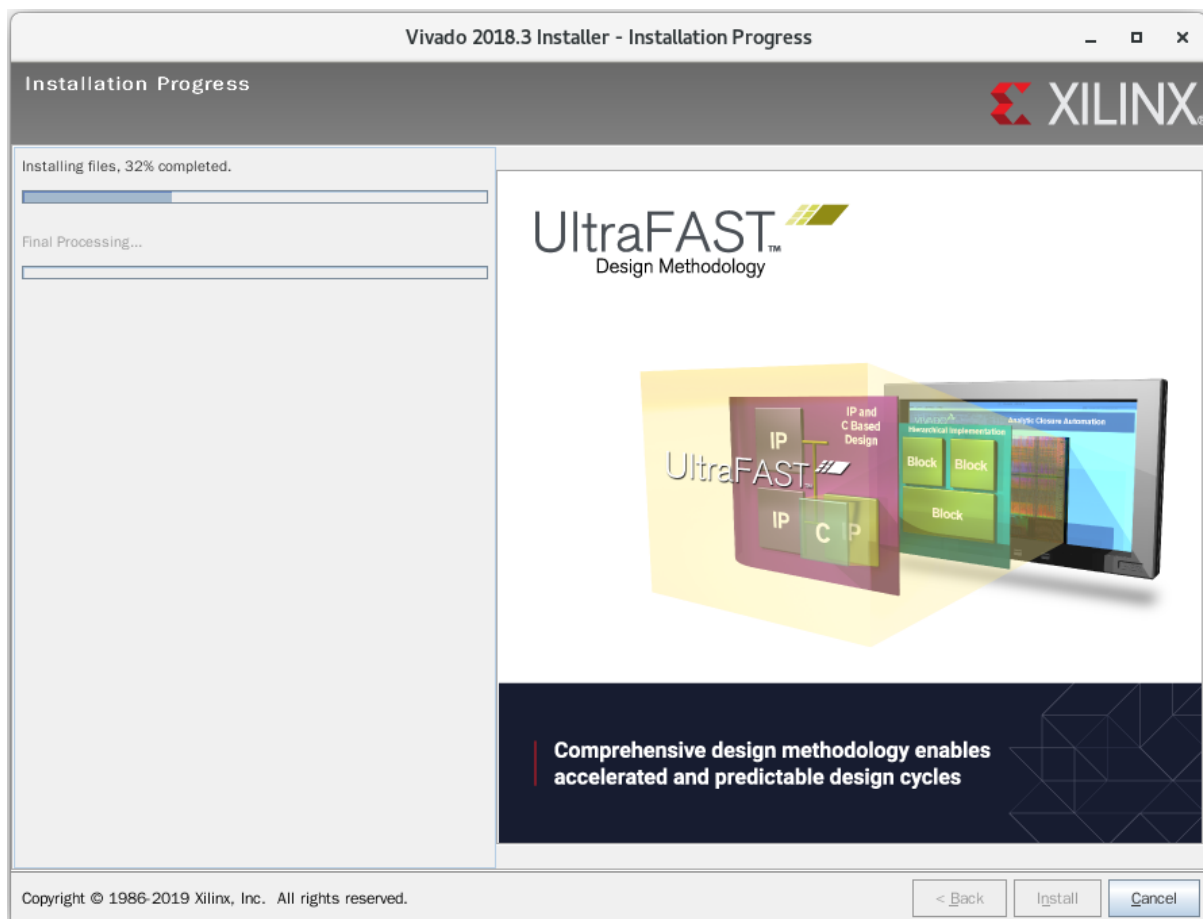 Vivado 2018.3 Installer - Installation Progress
Installation Progress
XILINX®
Installing files, 32% completed.
Final Processing...
UltraFAST™
Design Methodology
IP and
C Based
Design
IP
UltraFAST
IP
C
IP
Analytic Closure Automation
Hierarchical Implementation
Block
Block
Block
Comprehensive design methodology enables
accelerated and predictable design cycles
Copyright © 1986-2019 Xilinx, Inc. All rights reserved.
< Back
Install
Cancel